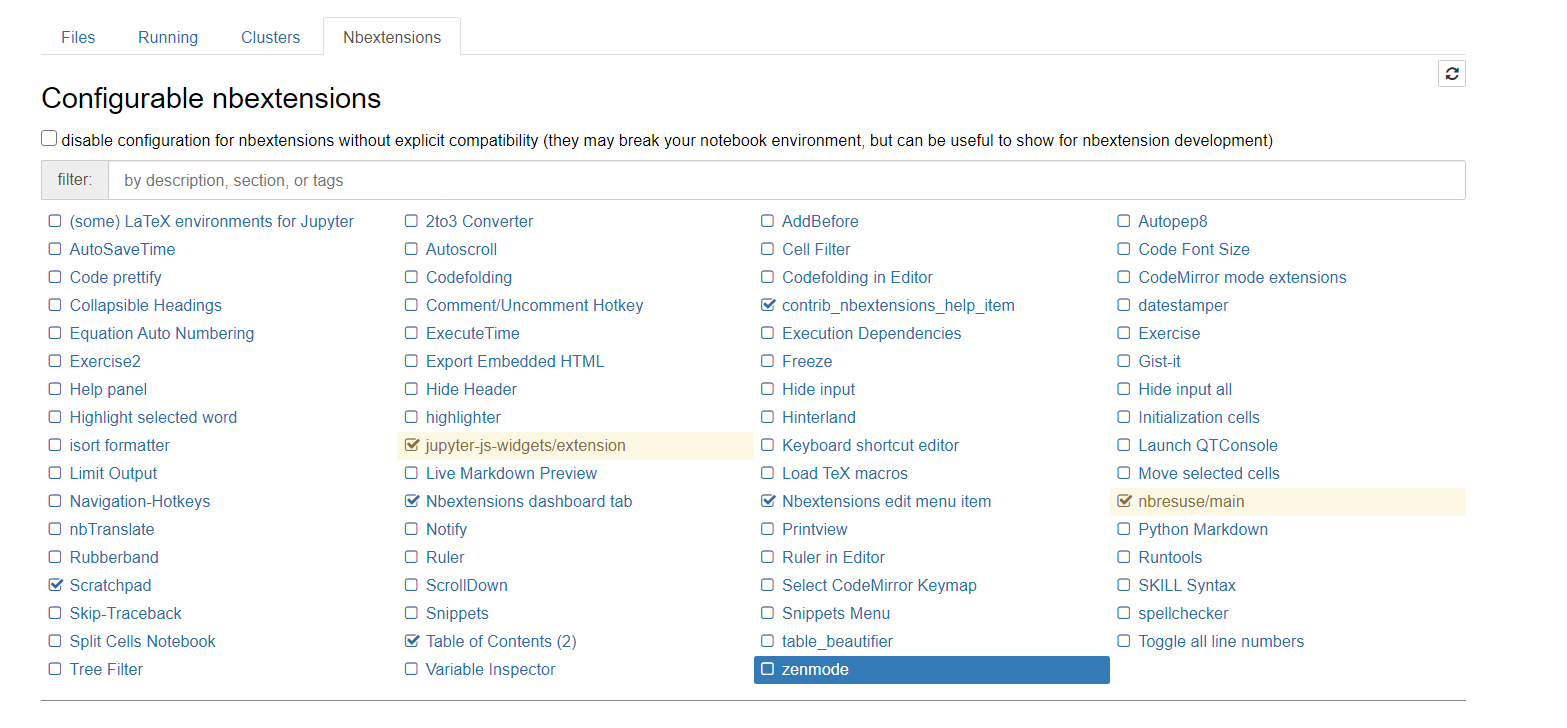 Files Running Clusters Nbextensions
Configurable nbextensions
disable configuration for nbextensions without explicit compatibility (they may break your notebook environment, but can be useful to show for nbextension development)
filter: by description, section, or tags
(some) LaTeX environments for Jupyter 2to3 Converter AddBefore Autopep8
AutoSaveTime Autoscroll Cell Filter Code Font Size
Code prettify Codefolding Codefolding in Editor CodeMirror mode extensions
Collapsible Headings Comment/Uncomment Hotkey contrib_nbextensions_help_item datestamper
Equation Auto Numbering ExecuteTime Execution Dependencies Exercise
Exercise2 Export Embedded HTML Freeze Gist-it
Help panel Hide Header Hide input Hide input all
Highlight selected word highlighter Hinterland Initialization cells
isort formatter jupyter-js-widgets/extension Keyboard shortcut editor Launch QTConsole
Limit Output Live Markdown Preview Load TeX macros Move selected cells
Navigation-Hotkeys Nbextensions dashboard tab Nbextensions edit menu item nbresuse/main
nbTranslate Notify Printview Python Markdown
Rubberband Ruler Ruler in Editor Runtools
Scratchpad ScrollDown Select CodeMirror Keymap SKILL Syntax
Skip-Traceback Snippets Snippets Menu spellchecker
Split Cells Notebook Table of Contents (2) table_beautifier Toggle all line numbers
Tree Filter Variable Inspector zenmode